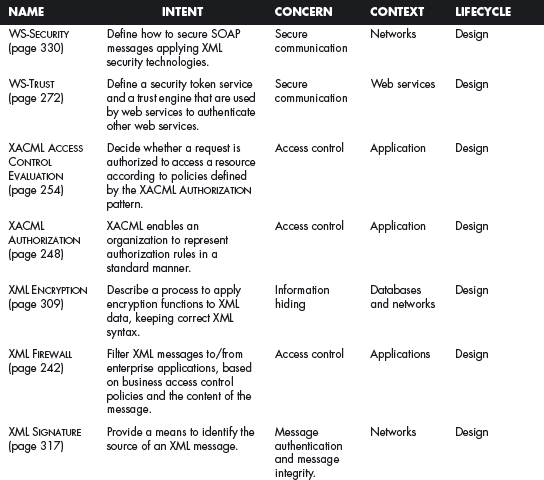 NAME INTENT CONCERN CONTEXT LIFECYCLE
WS-SECURITY Define how to secure SOAP Secure Networks Design
(page 330) messages applying XML communication
security technologies.
WS-TRUST Define a security token service Secure Web services Design
(page 272) and a trust engine that are used communication
by web services to authenticate
other web services.
XACML ACCESS Decide whether a request is Access control Application Design
CONTROL authorized to access a resource
EVALUATION according to policies defined
(page 254) by the XACML AUTHORIZATION
pattern.
XACML XACML enables an Access control Application Design
AUTHORIZATION organization to represent
(page 248) authorization rules in a
standard manner.
XML ENCRYPTION Describe a process to apply Information Databases Design
(page 309) encryption functions to XML hiding and networks
data, keeping correct XML
syntax.
XML FIREWALL Filter XML messages to/from Access control Applications Design
(page 242) enterprise applications, based
on business access control
policies and the content of the
message.
XML SIGNATURE Provide a means to identify the Message Networks Design
(page 317) source of an XML message. authentication
and message
integrity.